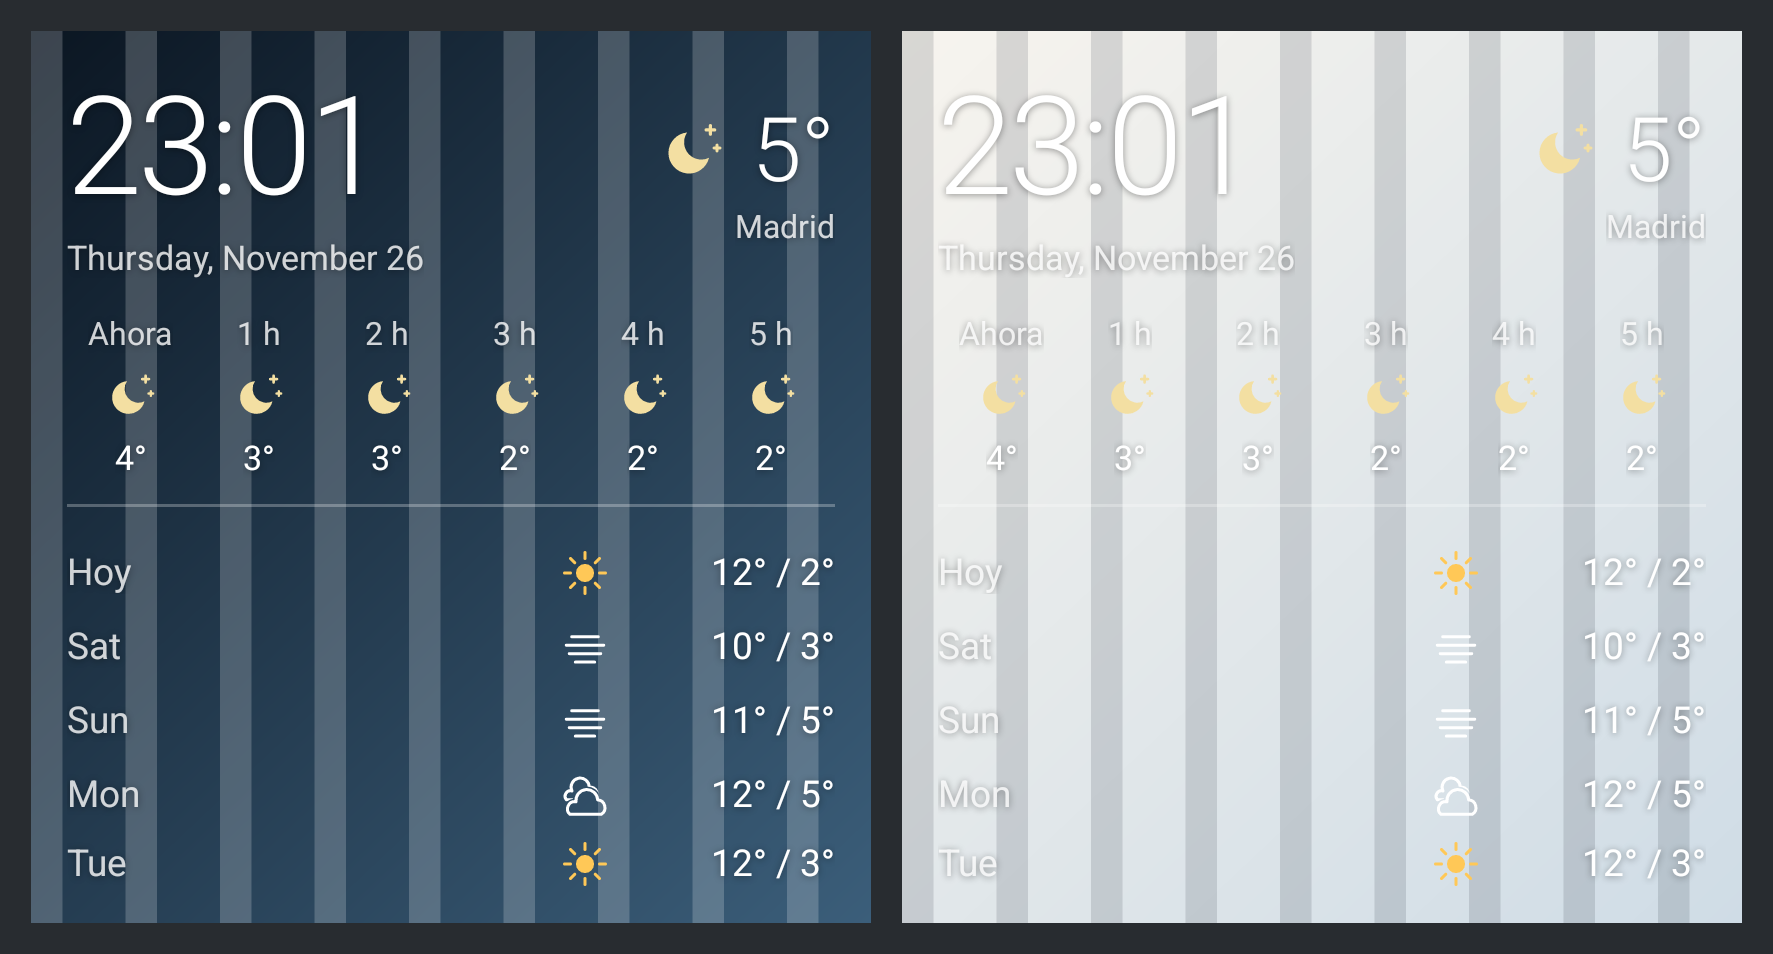 23:01
5°
Madrid
Thursday, November 26
Ahora 1 h 2 h 3 h 4 h 5 h
4° 3° 3° 2° 2° 2°
Hoy 12° / 2°
Sat 10° / 3°
Sun 11° / 5°
Mon 12° / 5°
Tue 12° / 3°
23:01
5°
Madrid
Thursday, November 26
Ahora 1 h 2 h 3 h 4 h 5 h
4° 3° 3° 2° 2° 2°
Hoy 12° / 2°
Sat 10° / 3°
Sun 11° / 5°
Mon 12° / 5°
Tue 12° / 3°